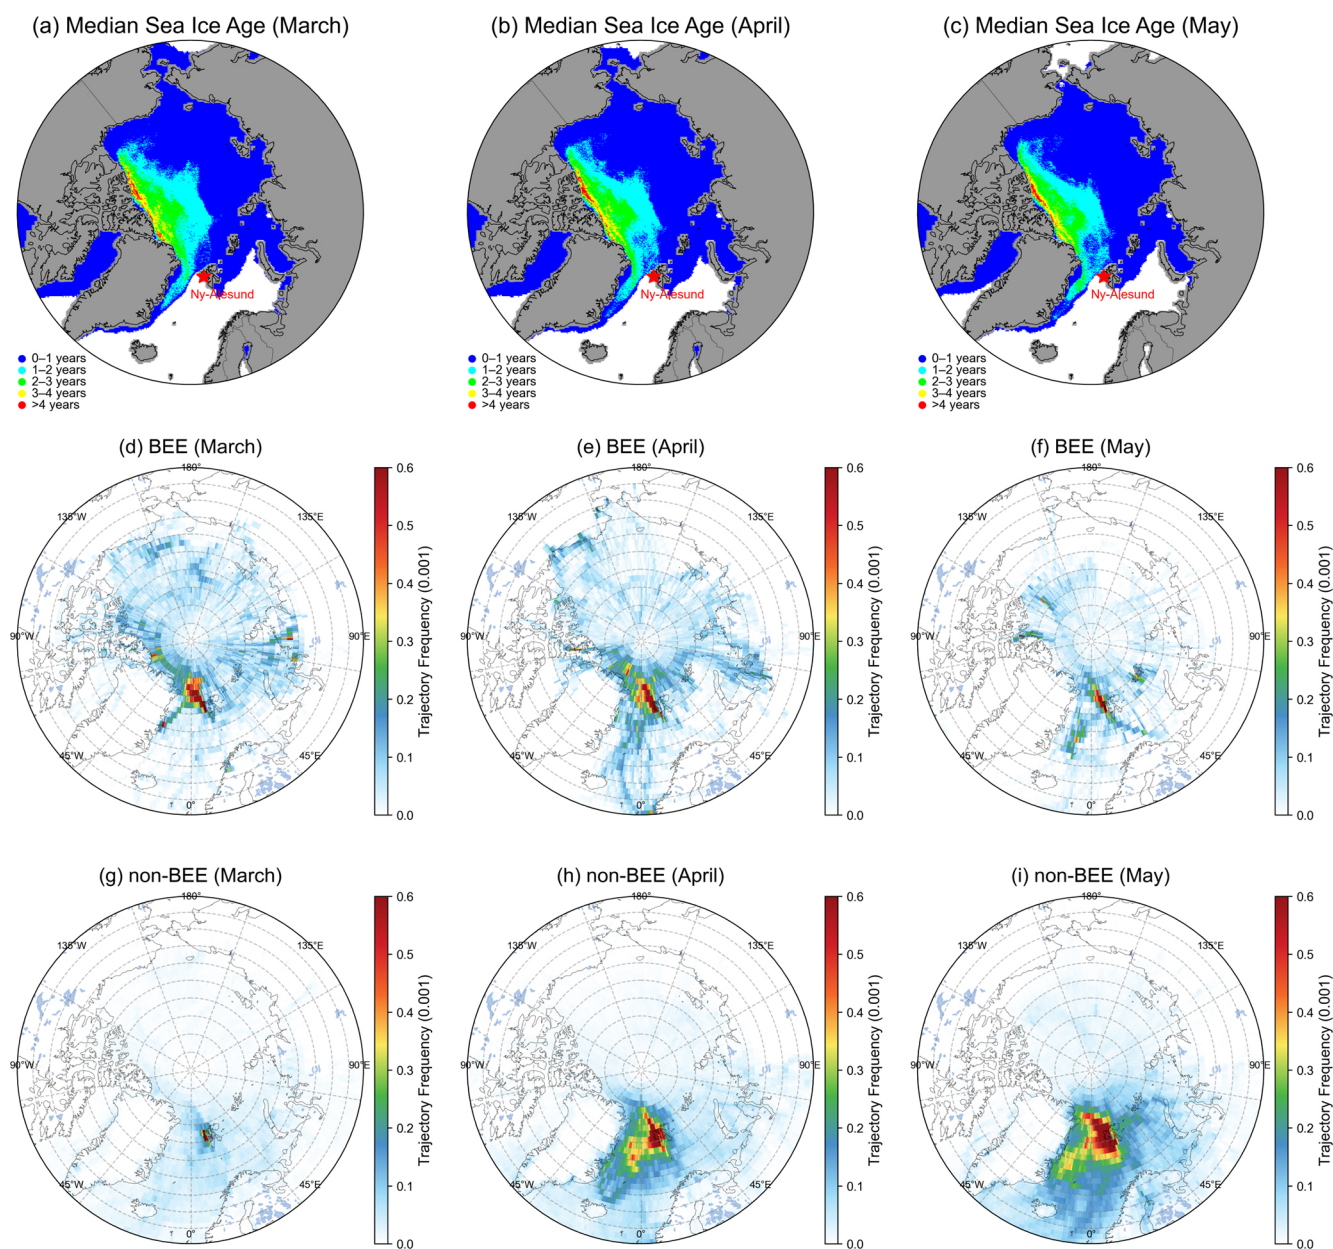 (a) Median Sea Ice Age (March)
(b) Median Sea Ice Age (April)
(c) Median Sea Ice Age (May)
Ny-Alesund
Ny-Alesund
Ny-Alesund
0–1 years
1–2 years
2–3 years
3–4 years
>4 years
0–1 years
1–2 years
2–3 years
3–4 years
>4 years
0–1 years
1–2 years
2–3 years
3–4 years
>4 years
(d) BEE (March)
180°
135°W
135°E
90°W
90°E
45°W
45°E
0°
0.6
0.5
0.4
0.3
0.2
0.1
0.0
Trajectory Frequency (0.001)
(e) BEE (April)
180°
135°W
135°E
90°W
90°E
45°W
45°E
0°
0.6
0.5
0.4
0.3
0.2
0.1
0.0
Trajectory Frequency (0.001)
(f) BEE (May)
180°
135°W
135°E
90°W
90°E
45°W
45°E
0°
0.6
0.5
0.4
0.3
0.2
0.1
0.0
Trajectory Frequency (0.001)
(g) non-BEE (March)
180°
135°W
135°E
90°W
90°E
45°W
45°E
0°
0.6
0.5
0.4
0.3
0.2
0.1
0.0
Trajectory Frequency (0.001)
(h) non-BEE (April)
180°
135°W
135°E
90°W
90°E
45°W
45°E
0°
0.6
0.5
0.4
0.3
0.2
0.1
0.0
Trajectory Frequency (0.001)
(i) non-BEE (May)
180°
135°W
135°E
90°W
90°E
45°W
45°E
0°
0.6
0.5
0.4
0.3
0.2
0.1
0.0
Trajectory Frequency (0.001)